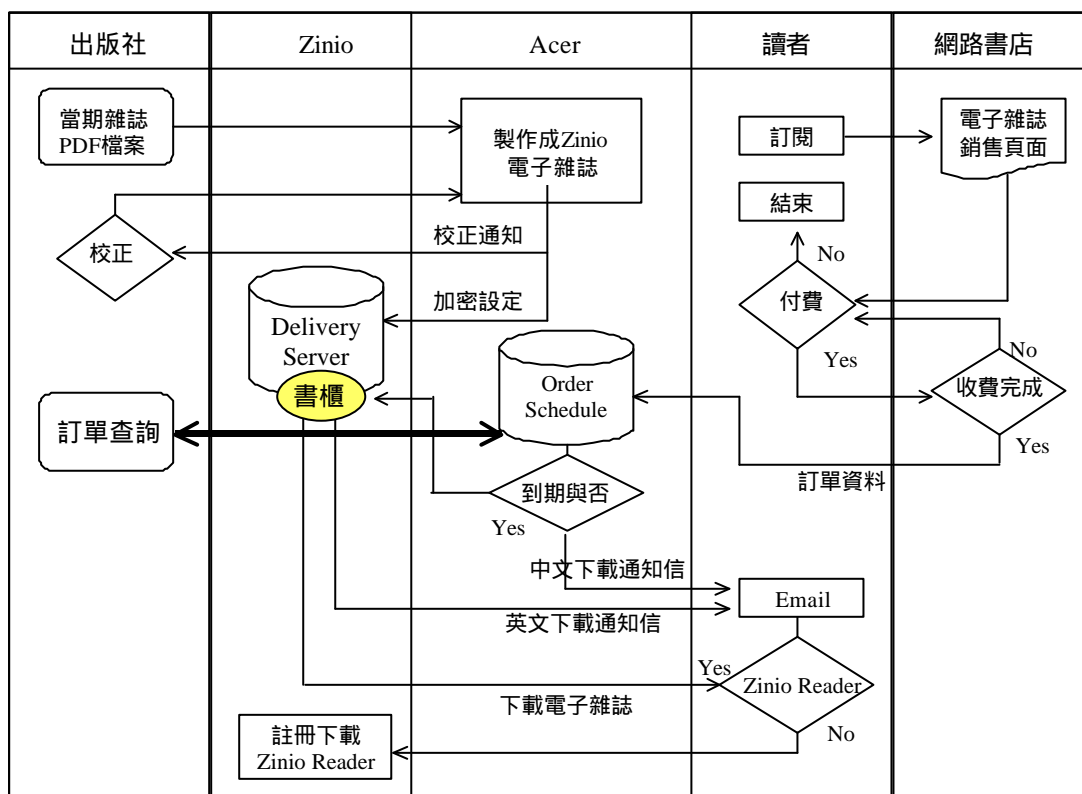 出版社
Zinio
Acer
讀者
網路書店
當期雜誌
PDF檔案
製作成Zinio
電子雜誌
訂閱
電子雜誌
銷售頁面
結束
校正
校正通知
No
付費
加密設定
Delivery
Server
書櫃
Yes
No
Order
Schedule
收費完成
訂單查詢
Yes
訂單資料
到期與否
Yes
中文下載通知信
Email
英文下載通知信
Yes
Zinio Reader
下載電子雜誌
No
註冊下載
Zinio Reader